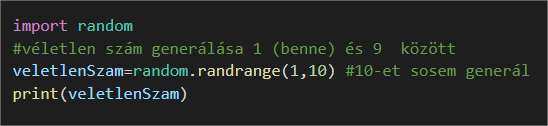 import random
#véletlen szám generálása 1 (benne) és 9  között
veletlenSzam=random.randrange(1,10) #10-et sosem generál
print(veletlenSzam)